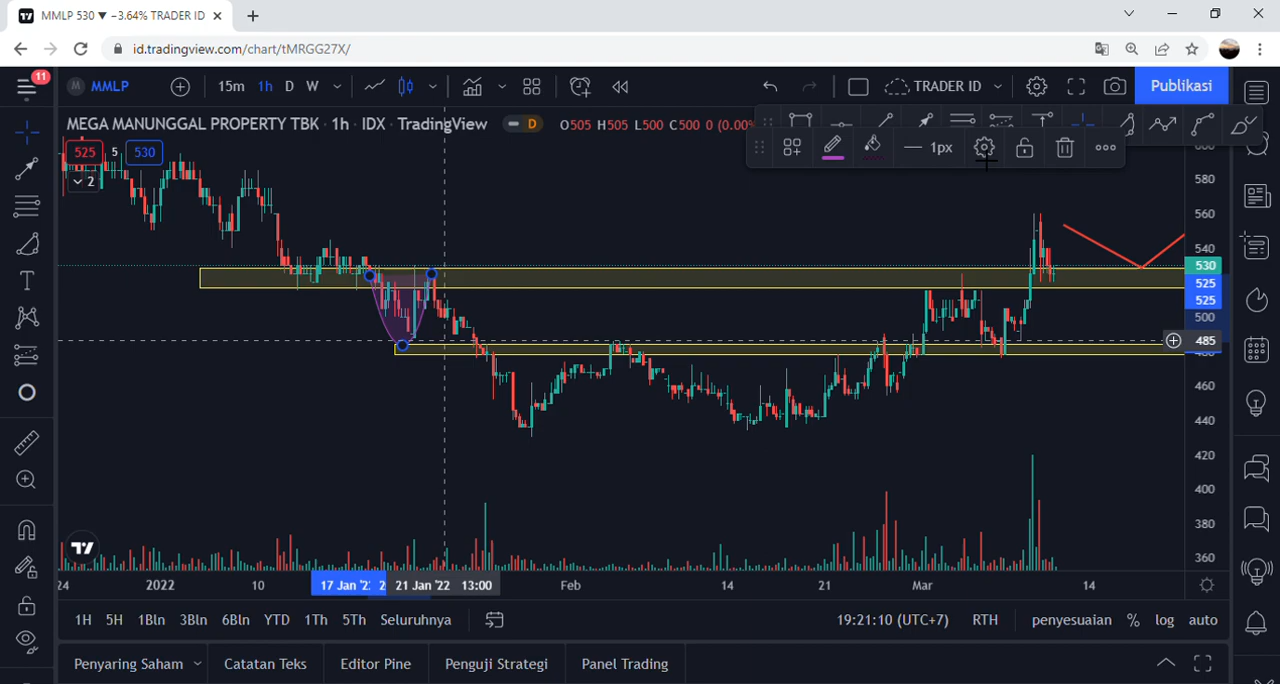 MMLP 530 ▼ −3.64% TRADER ID
id.tradingview.com/chart/tMRGG27X/
11
M MMLP
15m 1h D W
TRADER ID
Publikasi
MEGA MANUNGGAL PROPERTY TBK · 1h · IDX · TradingView
D
O505 H505 L500 C500 0 (0.00%
525 5 530
2
1px
580
560
540
530
525
525
500
485
460
440
420
400
380
360
24 2022 10 17 Jan '2 21 Jan '22 13:00 Feb 14 21 Mar 14
1H 5H 1Bln 3Bln 6Bln YTD 1Th 5Th Seluruhnya
19:21:10 (UTC+7) RTH penyesuaian % log auto
Penyaring Saham Catatan Teks Editor Pine Penguji Strategi Panel Trading